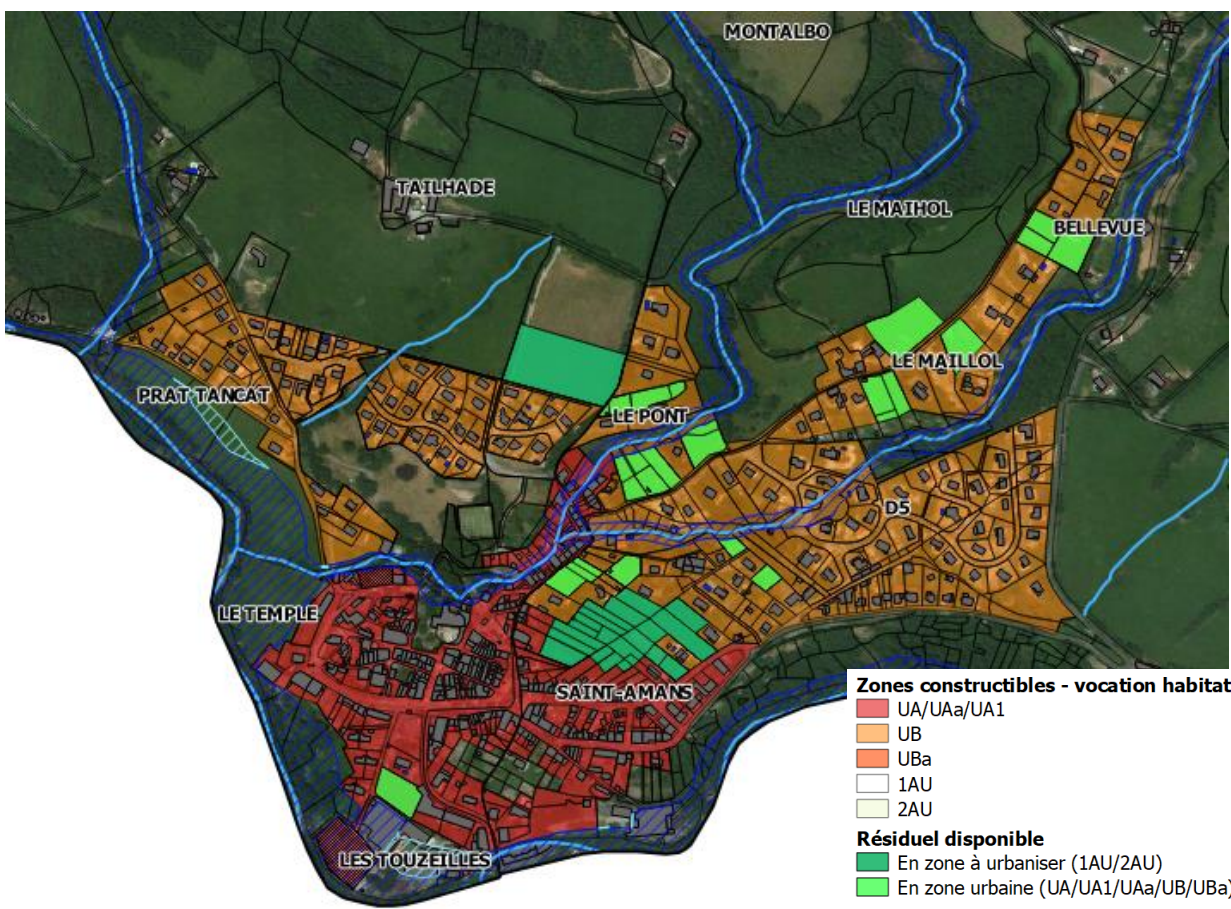 MONTALBO
TAILHADE
LE MAIHOL
BELLEVUE
LE MAILLOL
PRAT TANCAT
LE PONT
D5
LE TEMPLE
SAINT-AMANS
LES TOUZEILLES
Zones constructibles - vocation habitat
UA/UAa/UA1
UB
UBa
1AU
2AU
Résiduel disponible
En zone à urbaniser (1AU/2AU)
En zone urbaine (UA/UA1/UAa/UB/UBa)